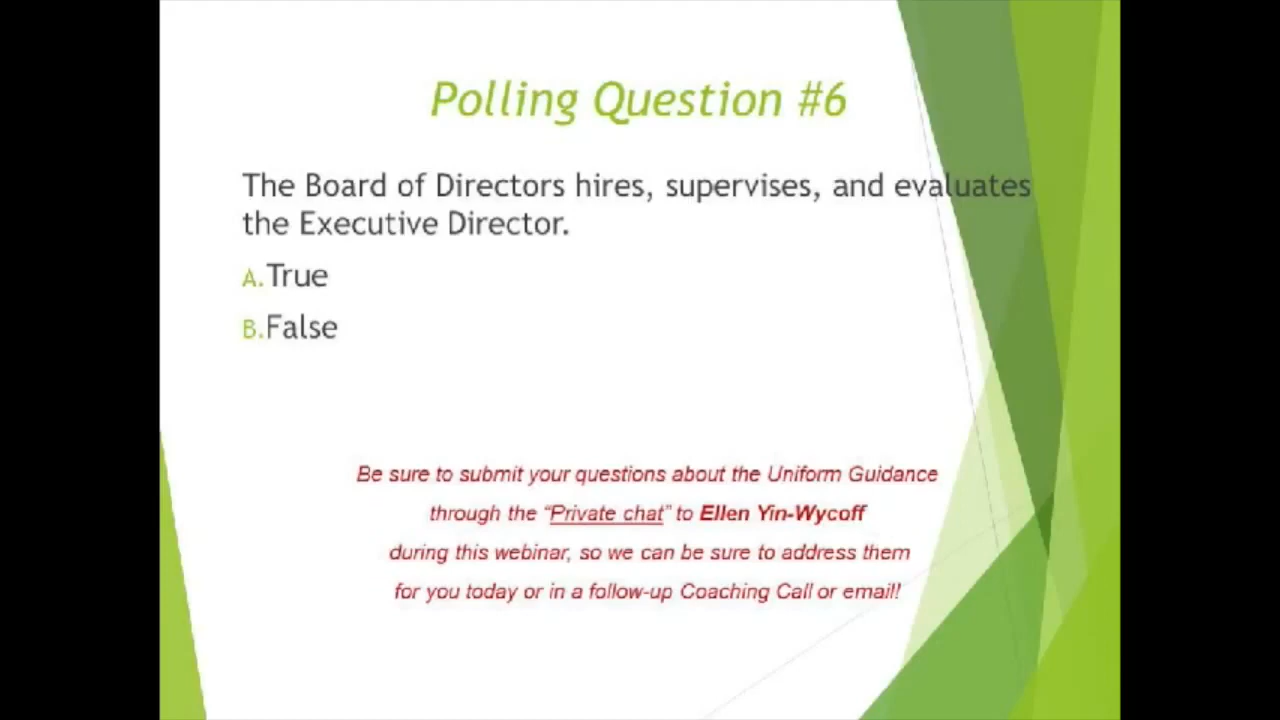 Polling Question #6
The Board of Directors hires, supervises, and evaluates
the Executive Director.
A.True
B.False
Be sure to submit your questions about the Uniform Guidance
through the “Private chat” to Ellen Yin-Wycoff
during this webinar, so we can be sure to address them
for you today or in a follow-up Coaching Call or email!